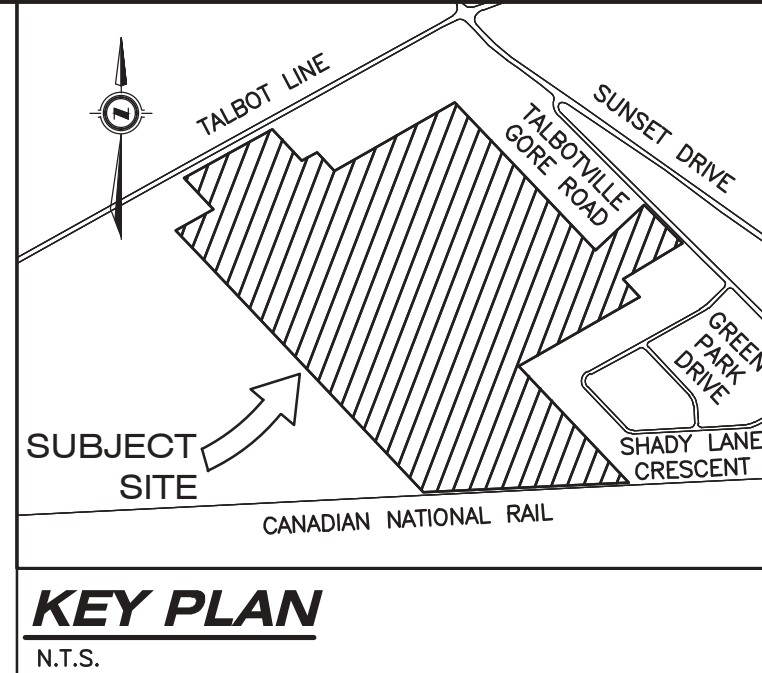 TALBOT LINE
SUNSET DRIVE
TALBOTVILLE
GORE ROAD
GREEN
PARK
DRIVE
SUBJECT
SITE
SHADY LANE
CRESCENT
CANADIAN NATIONAL RAIL
KEY PLAN
N.T.S.